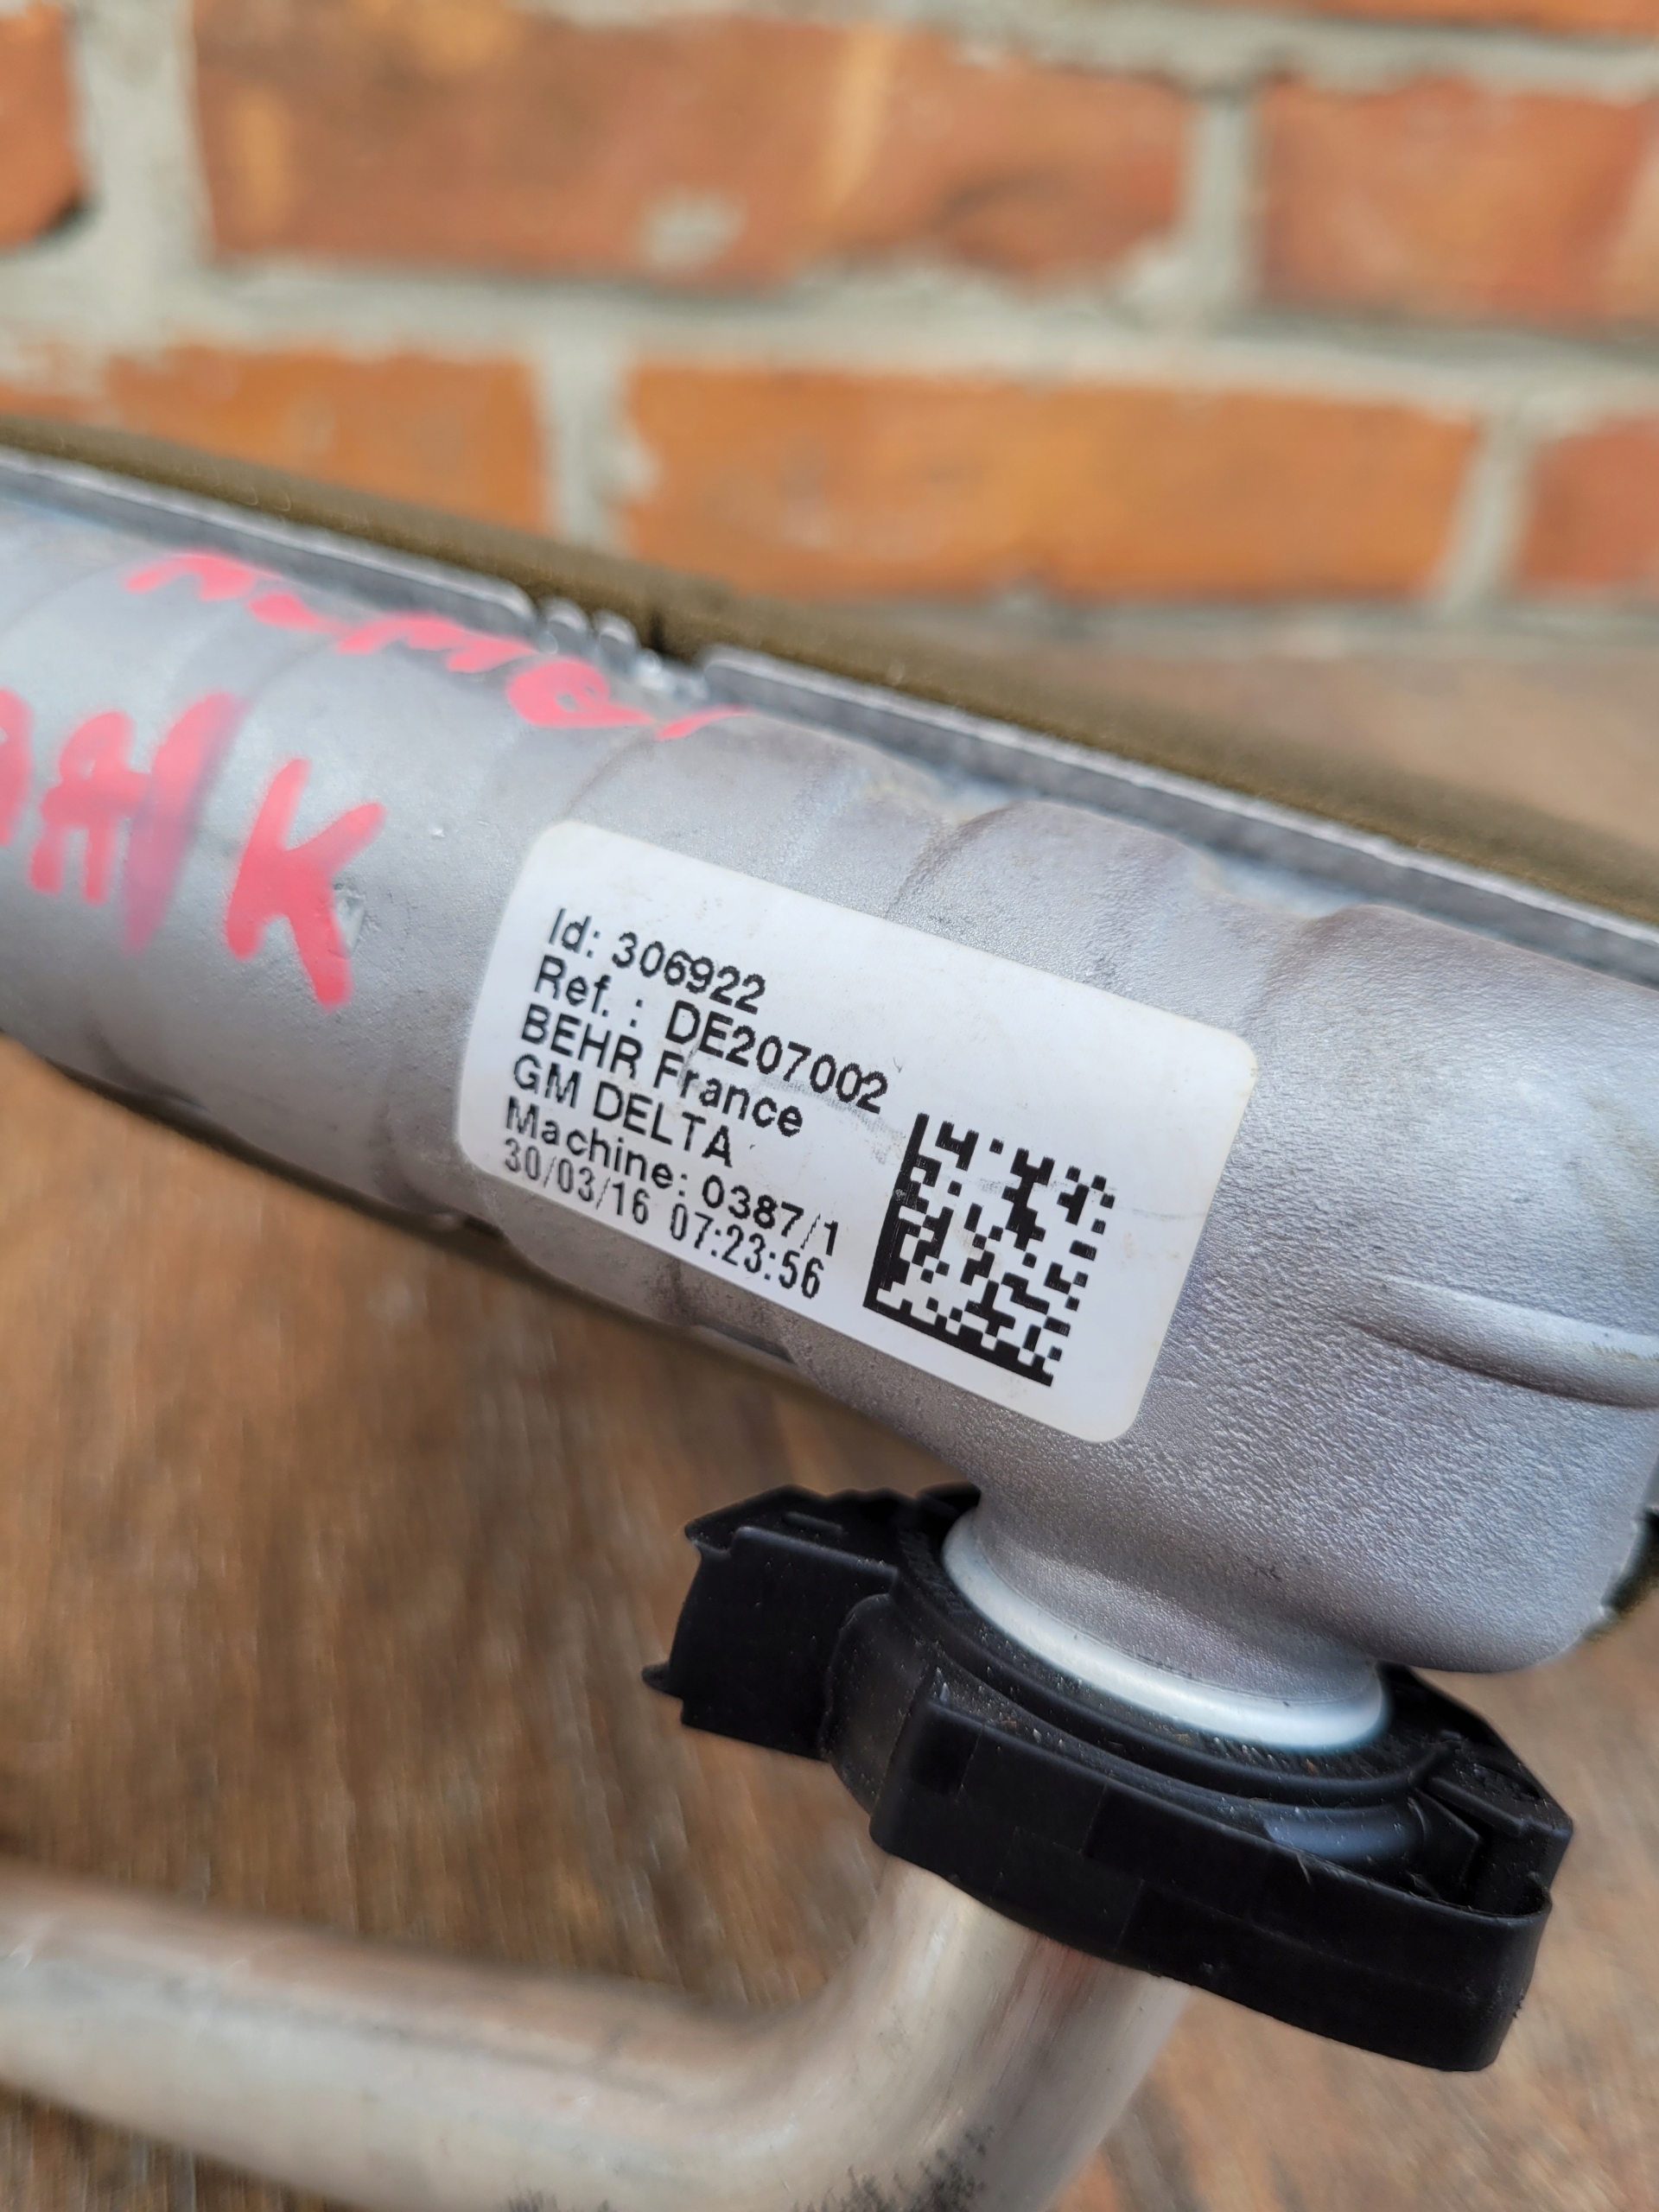 Id: 306922
Ref. : DE207002
BEHR France
GM DELTA
Machine: 0387/1
30/03/16 07:23:56